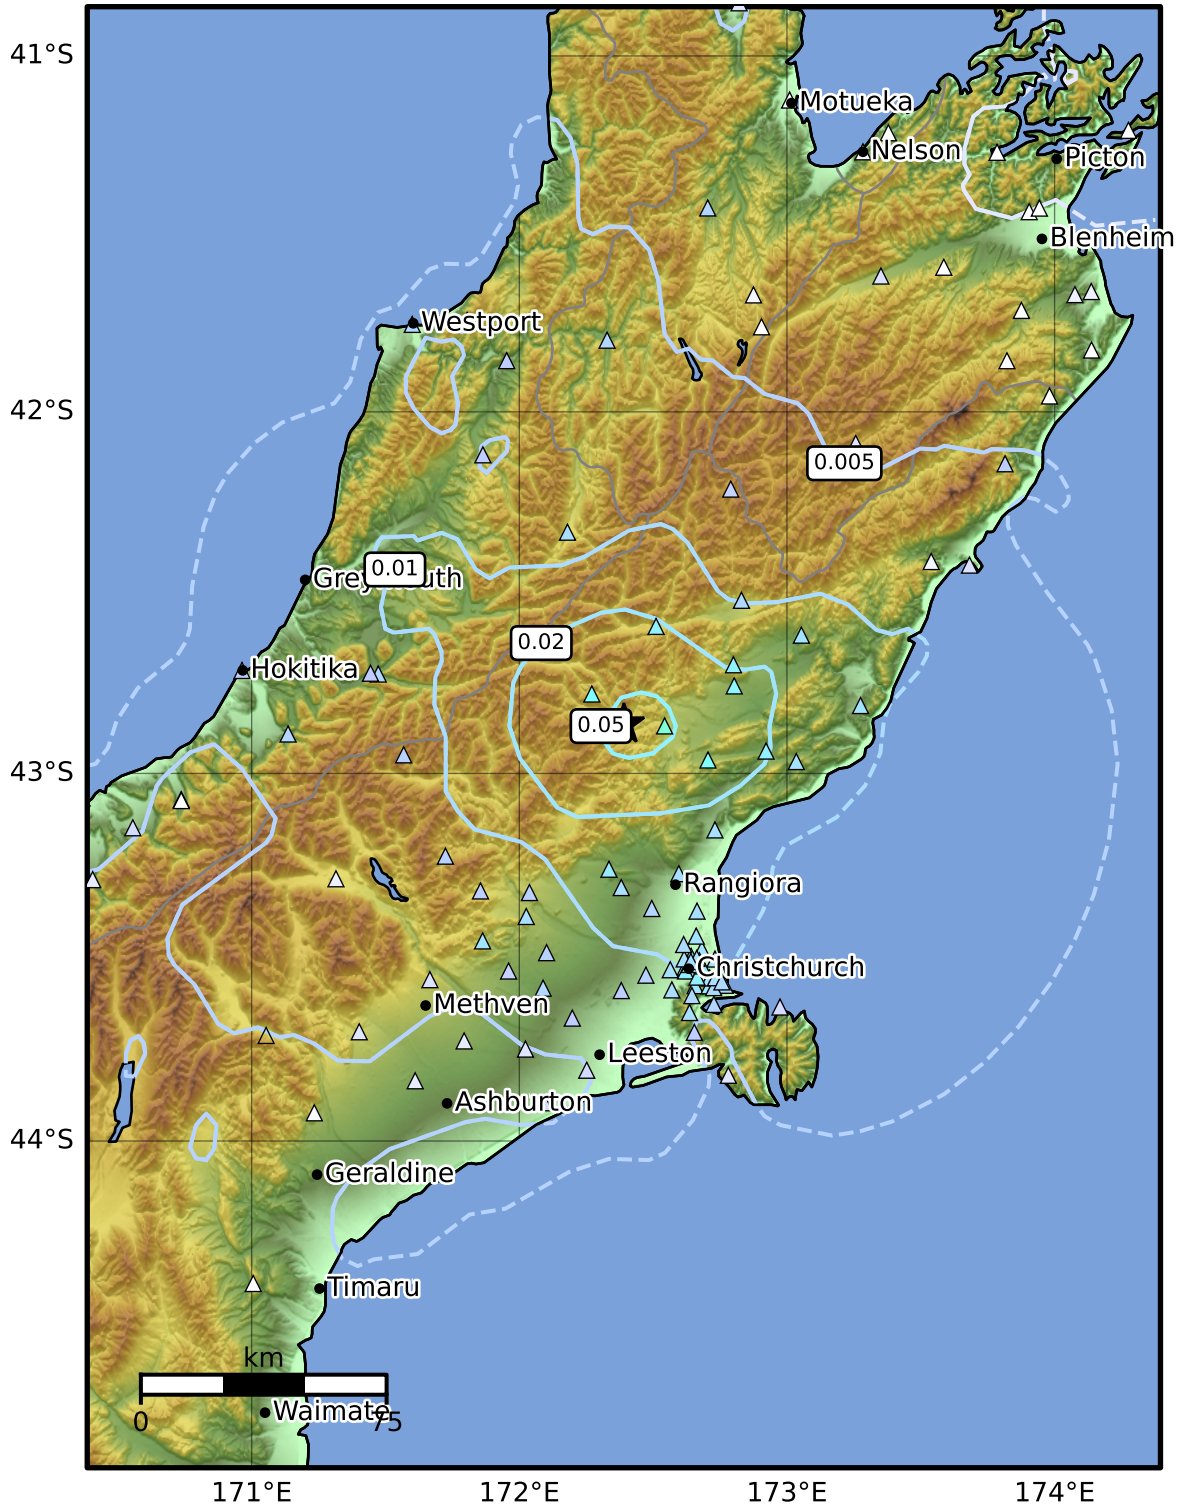 41°S
Motueka
Nelson
Picton
Blenheim
Westport
42°S
0.005
0.01
Greymouth
0.02
Hokitika
0.05
43°S
Rangiora
Christchurch
Methven
Leeston
Ashburton
44°S
Geraldine
Timaru
km
Waimate
0 75
171°E 172°E 173°E 174°E